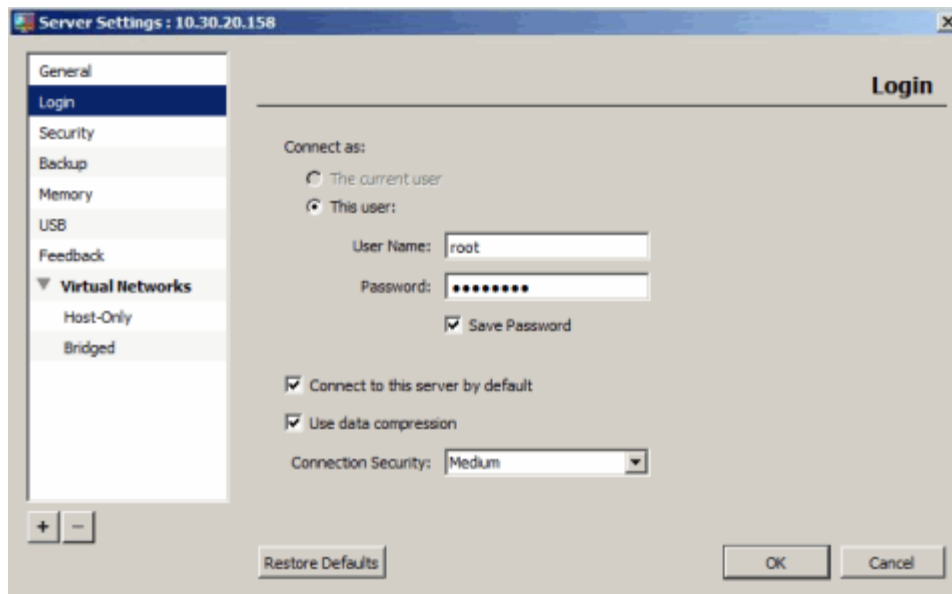 Server Settings : 10.30.20.158
General
Login
Security
Backup
Memory
USB
Feedback
Virtual Networks
Host-Only
Bridged
Login
Connect as:
The current user
This user:
User Name: root
Password: ••••••••
Save Password
Connect to this server by default
Use data compression
Connection Security: Medium
+ −
Restore Defaults OK Cancel